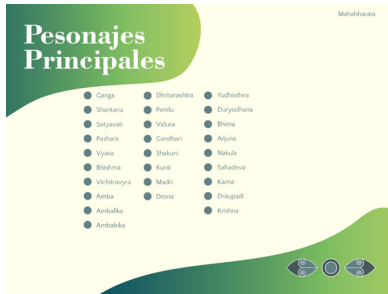 Mahabharata
Pesonajes
Principales
Ganga
Shantanu
Satyavati
Pashara
Vyasa
Bhishma
Vichitravyra
Amba
Ambalika
Ambabika
Dhritarashtra
Pandu
Vidura
Gandhari
Shakuni
Kunti
Madri
Drona
Yudhisthira
Duryodhana
Bhima
Arjuna
Nakula
Sahadeva
Karna
Draupadi
Krishna